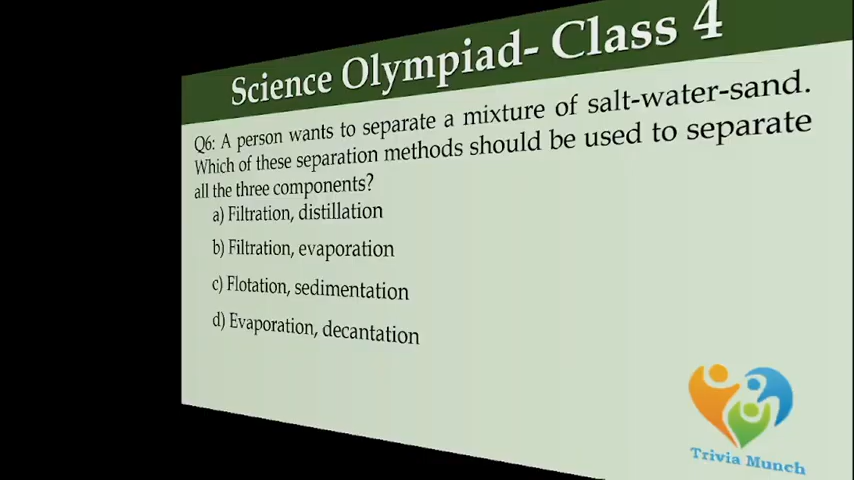 Science Olympiad- Class 4
Q6: A person wants to separate a mixture of salt-water-sand.
Which of these separation methods should be used to separate
all the three components?
a) Filtration, distillation
b) Filtration, evaporation
c) Flotation, sedimentation
d) Evaporation, decantation
Trivia Munch